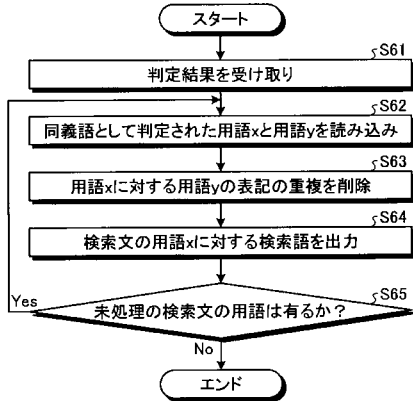 スタート
S61
判定結果を受け取り
S62
同義語として判定された用語xと用語yを読み込み
S63
用語xに対する用語yの表記の重複を削除
S64
検索文の用語xに対する検索語を出力
S65
未処理の検索文の用語は有るか？
Yes
No
エンド